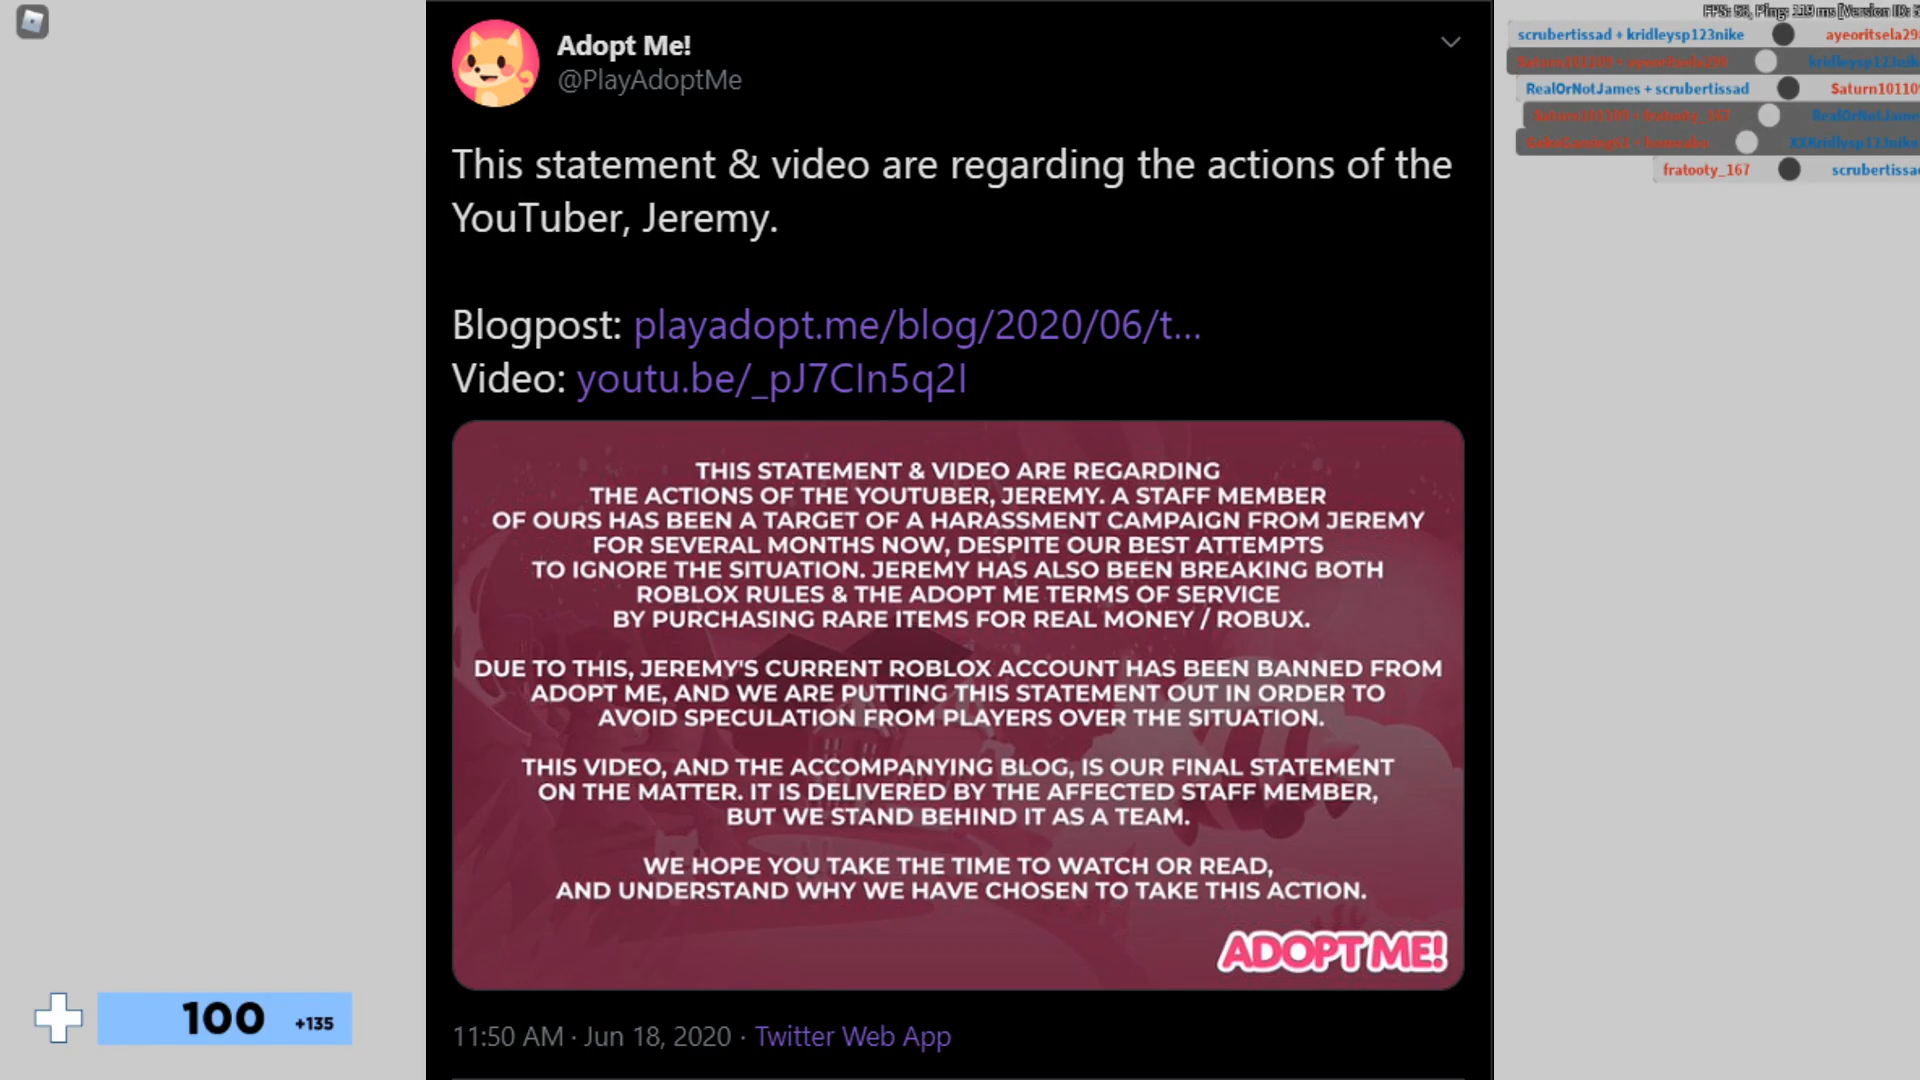 Adopt Me!
@PlayAdoptMe
This statement & video are regarding the actions of the
YouTuber, Jeremy.
Blogpost: playadopt.me/blog/2020/06/t...
Video: youtu.be/_pJ7CIn5q2I
THIS STATEMENT & VIDEO ARE REGARDING
THE ACTIONS OF THE YOUTUBER, JEREMY. A STAFF MEMBER
OF OURS HAS BEEN A TARGET OF A HARASSMENT CAMPAIGN FROM JEREMY
FOR SEVERAL MONTHS NOW, DESPITE OUR BEST ATTEMPTS
TO IGNORE THE SITUATION. JEREMY HAS ALSO BEEN BREAKING BOTH
ROBLOX RULES & THE ADOPT ME TERMS OF SERVICE
BY PURCHASING RARE ITEMS FOR REAL MONEY / ROBUX.
DUE TO THIS, JEREMY'S CURRENT ROBLOX ACCOUNT HAS BEEN BANNED FROM
ADOPT ME, AND WE ARE PUTTING THIS STATEMENT OUT IN ORDER TO
AVOID SPECULATION FROM PLAYERS OVER THE SITUATION.
THIS VIDEO, AND THE ACCOMPANYING BLOG, IS OUR FINAL STATEMENT
ON THE MATTER. IT IS DELIVERED BY THE AFFECTED STAFF MEMBER,
BUT WE STAND BEHIND IT AS A TEAM.
WE HOPE YOU TAKE THE TIME TO WATCH OR READ,
AND UNDERSTAND WHY WE HAVE CHOSEN TO TAKE THIS ACTION.
ADOPT ME!
11:50 AM · Jun 18, 2020 · Twitter Web App
100 +135
ms [Version ID: 5
scrubertissad + kridleysp123nike ayeoritsela29
kridleysp123nik
RealOrNotJames + scrubertissad Saturn10110
RealOrNotJame
fratooty_167 scrubertissa